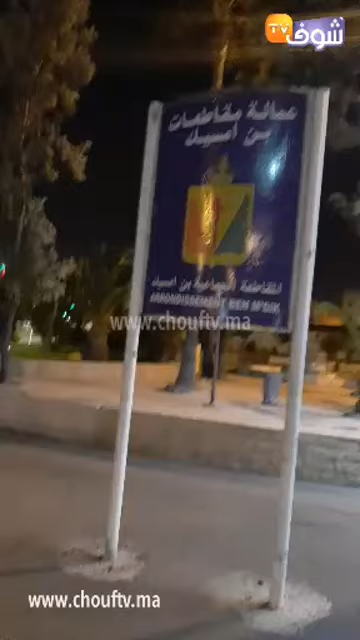 شوف
TV
عمالة مقاطعات
بن امسيك
المقاطعة الجماعية بن امسيك
ARRONDISSEMENT BEN M'SIK
www.chouftv.ma
www.chouftv.ma